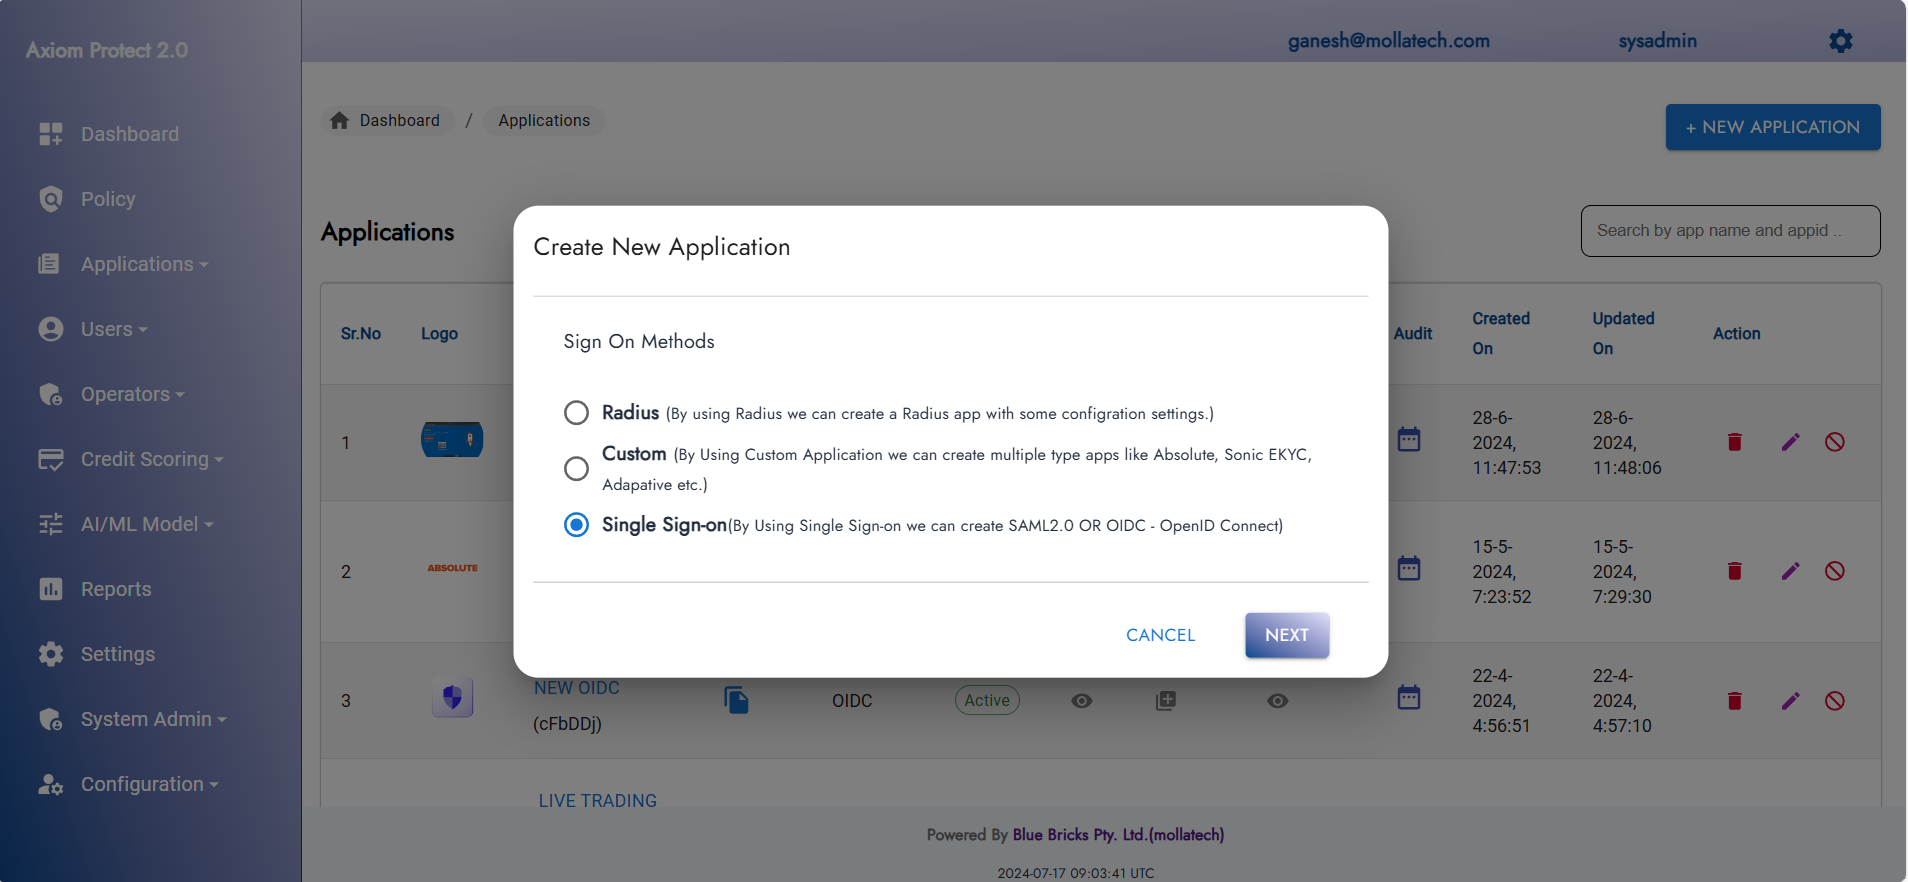 Axiom Protect 2.0
ganesh@mollatech.com
sysadmin
Dashboard
Policy
Applications
Users
Operators
Credit Scoring
AI/ML Model
Reports
Settings
System Admin
Configuration
Dashboard / Applications
+ NEW APPLICATION
Applications
Search by app name and appid ..
Sr.No
Logo
Audit
Created
On
Updated
On
Action
Create New Application
Sign On Methods
Radius (By using Radius we can create a Radius app with some configration settings.)
Custom (By Using Custom Application we can create multiple type apps like Absolute, Sonic EKYC,
Adapative etc.)
Single Sign-on(By Using Single Sign-on we can create SAML2.0 OR OIDC - OpenID Connect)
CANCEL
NEXT
1
28-6-
2024,
11:47:53
28-6-
2024,
11:48:06
2
ABSOLUTE
15-5-
2024,
7:23:52
15-5-
2024,
7:29:30
3
NEW OIDC
(cFbDDj)
OIDC
Active
22-4-
2024,
4:56:51
22-4-
2024,
4:57:10
LIVE TRADING
Powered By Blue Bricks Pty. Ltd.(mollatech)
2024-07-17 09:03:41 UTC